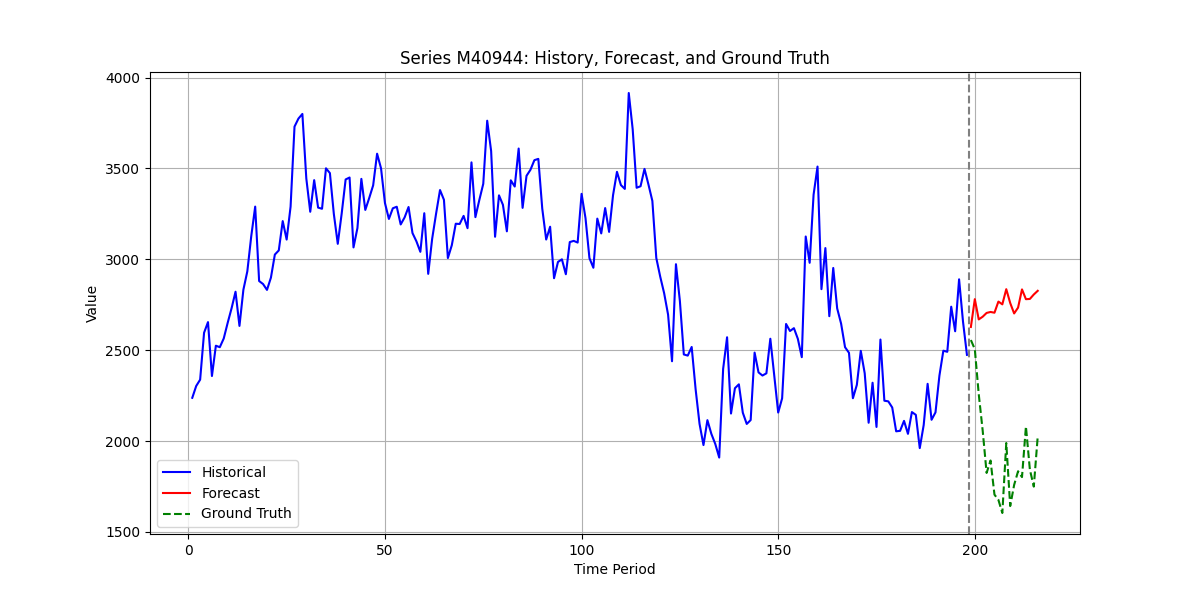 Series M40944: History, Forecast, and Ground Truth
4000
3500
3000
2500
2000
1500
Value
Historical
Forecast
Ground Truth
0
50
100
150
200
Time Period